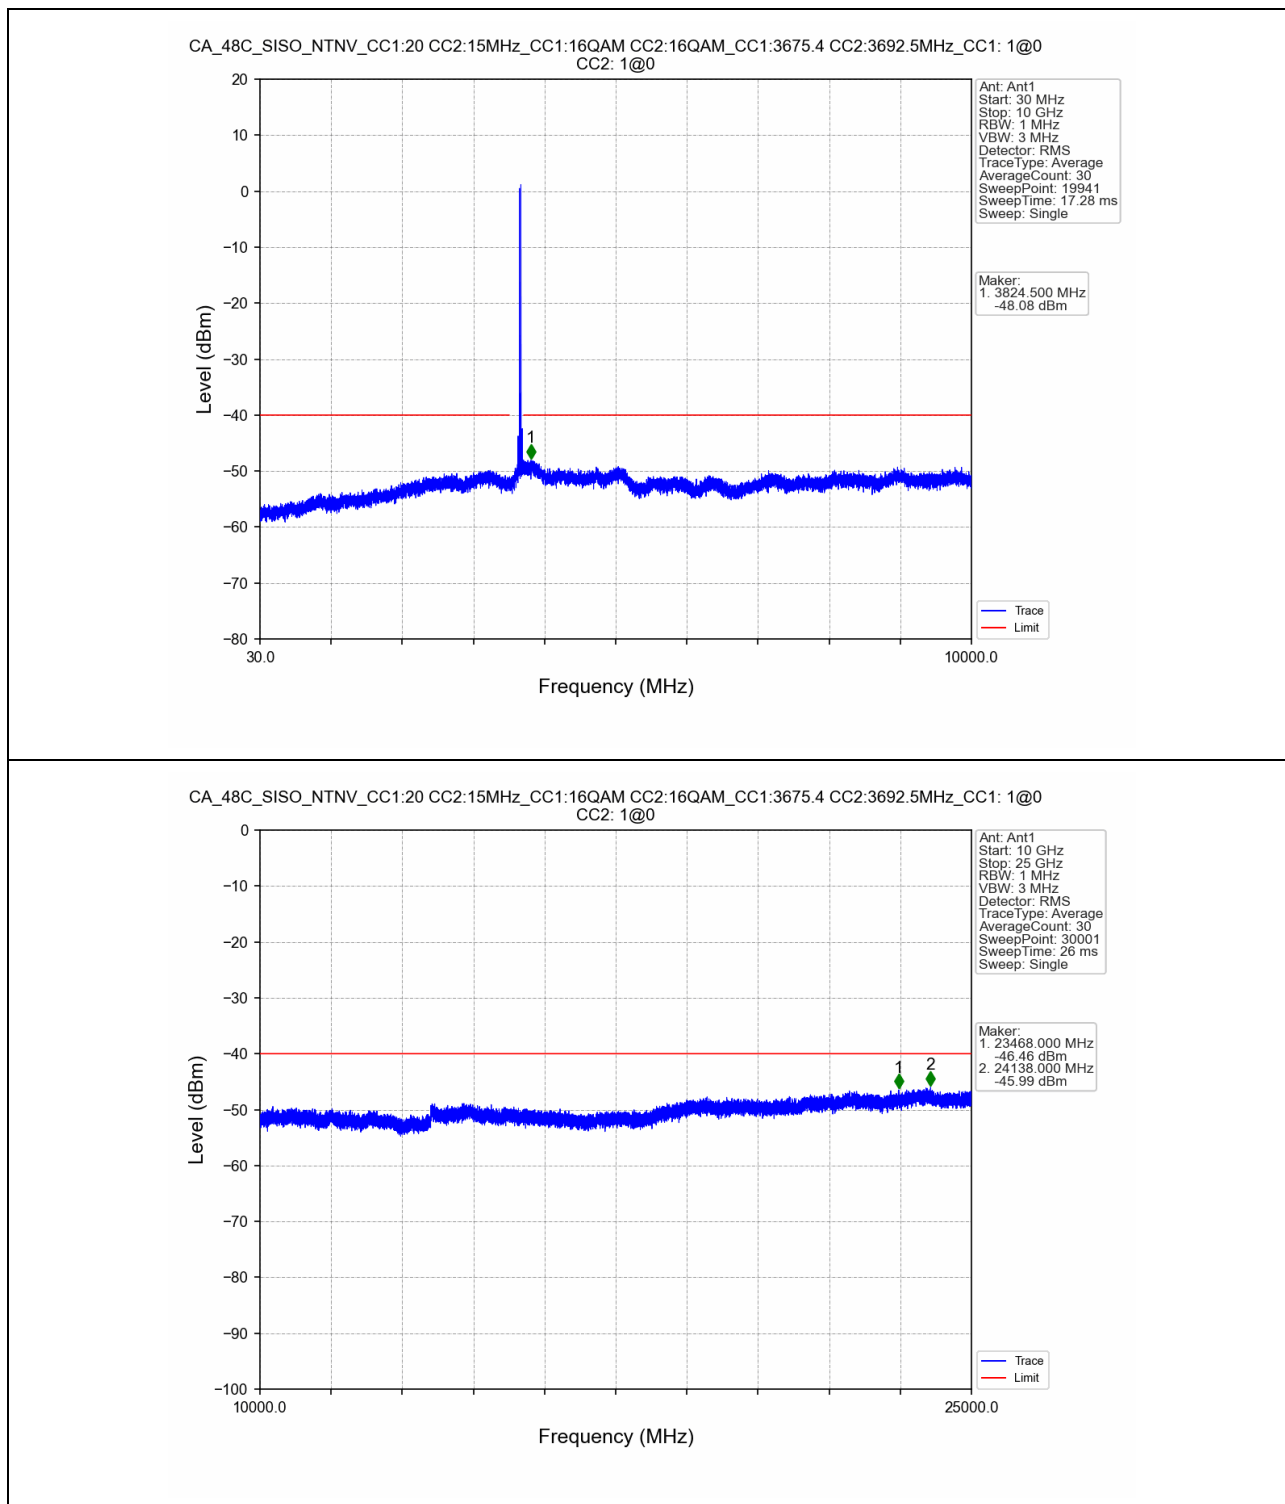 CA_48C_SISO_NTNV_CC1:20 CC2:15MHz_CC1:16QAM CC2:16QAM_CC1:3675.4 CC2:3692.5MHz_CC1: 1@0
CC2: 1@0
Ant: Ant1
Start: 30 MHz
Stop: 10 GHz
RBW: 1 MHz
VBW: 3 MHz
Detector: RMS
TraceType: Average
AverageCount: 30
SweepPoint: 19941
SweepTime: 17.28 ms
Sweep: Single
Maker:
1. 3824.500 MHz
-48.08 dBm
20
10
0
−10
−20
−30
−40
−50
−60
−70
−80
Level (dBm)
1
Trace
Limit
30.0
10000.0
Frequency (MHz)
CA_48C_SISO_NTNV_CC1:20 CC2:15MHz_CC1:16QAM CC2:16QAM_CC1:3675.4 CC2:3692.5MHz_CC1: 1@0
CC2: 1@0
Ant: Ant1
Start: 10 GHz
Stop: 25 GHz
RBW: 1 MHz
VBW: 3 MHz
Detector: RMS
TraceType: Average
AverageCount: 30
SweepPoint: 30001
SweepTime: 26 ms
Sweep: Single
Maker:
1. 23468.000 MHz
-46.46 dBm
2. 24138.000 MHz
-45.99 dBm
0
−10
−20
−30
−40
−50
−60
−70
−80
−90
−100
Level (dBm)
1
2
Trace
Limit
10000.0
25000.0
Frequency (MHz)